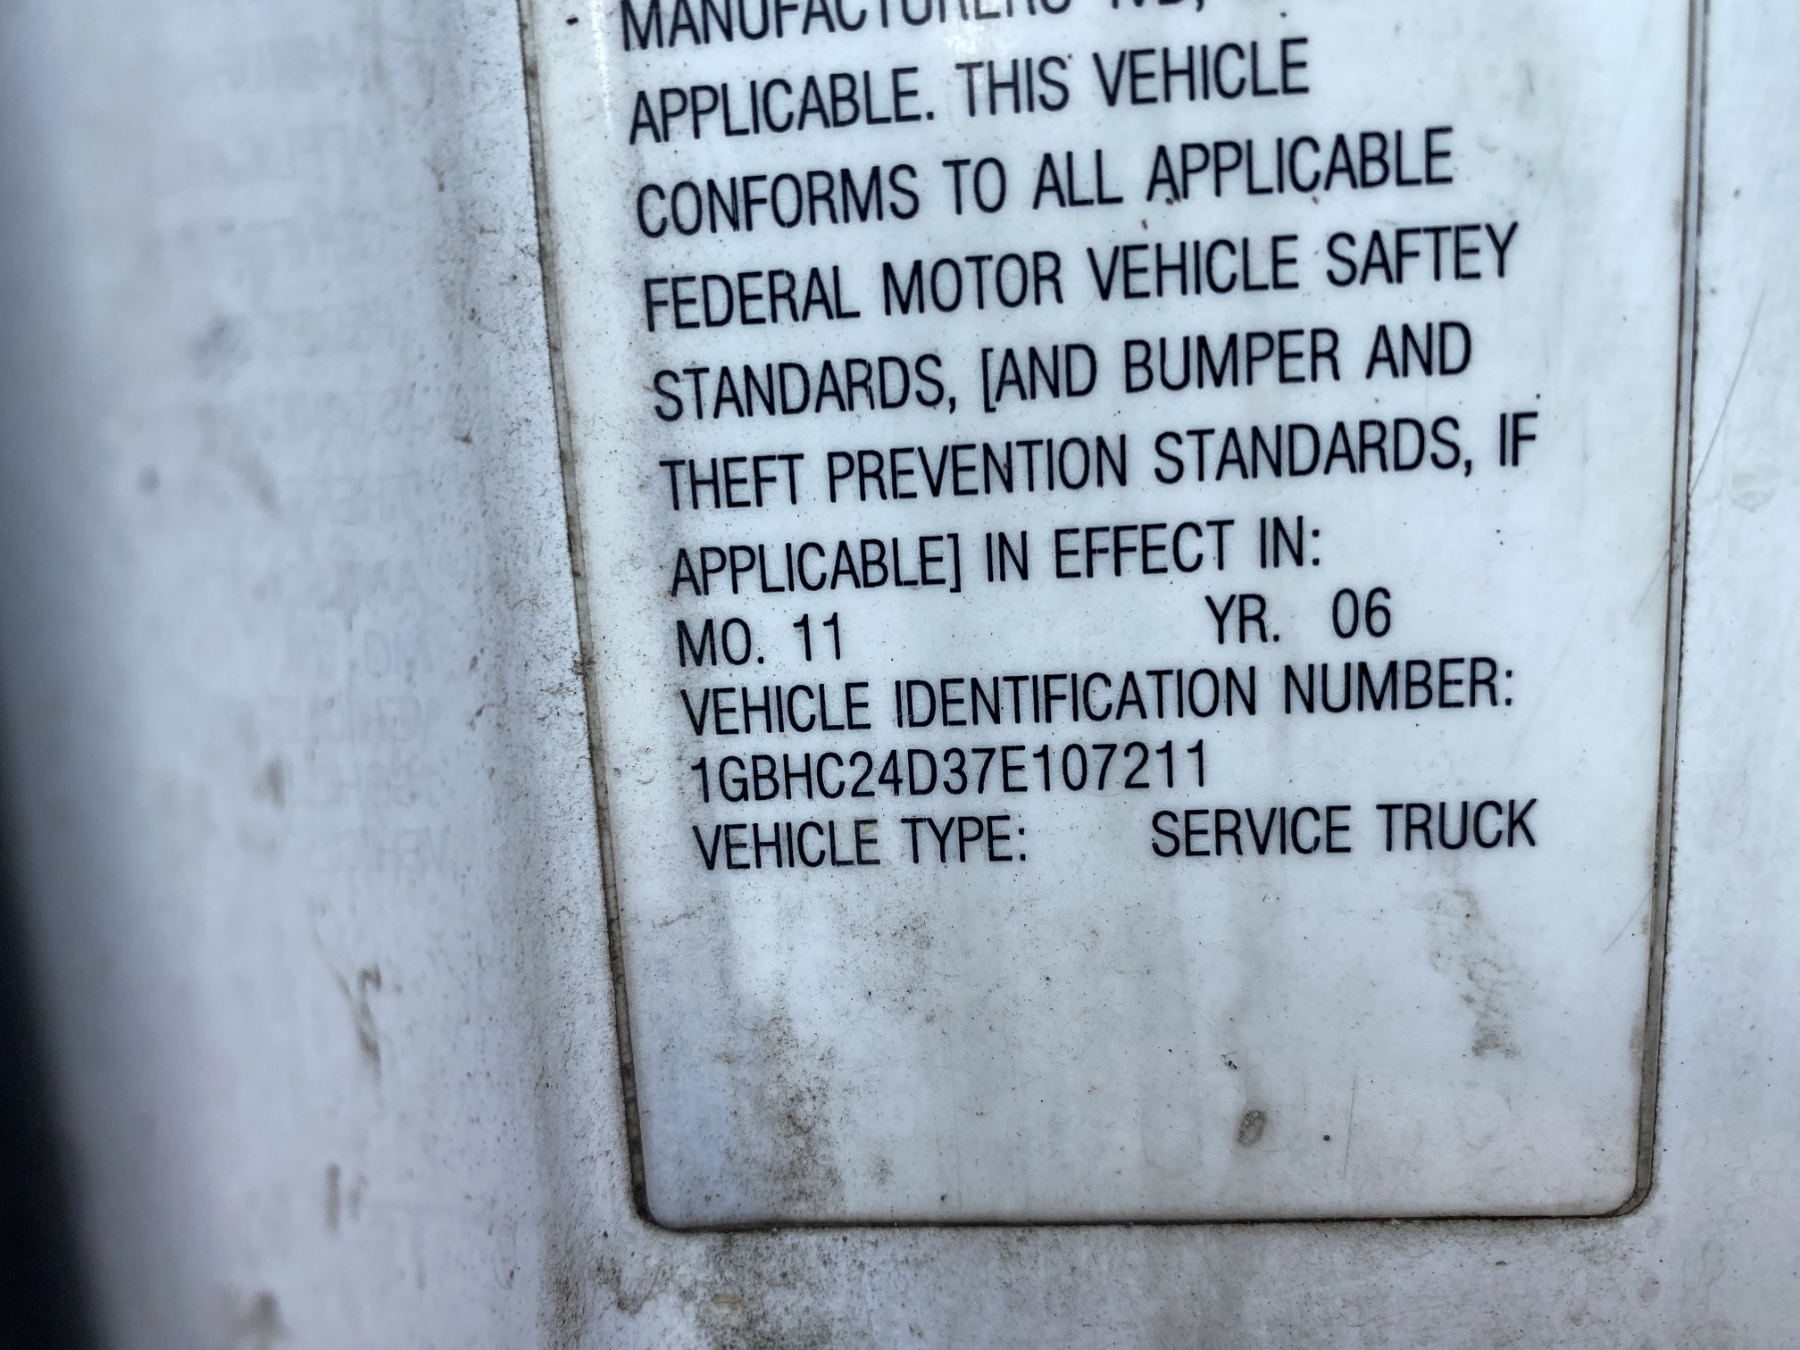 MANUFACTURERS'
APPLICABLE. THIS VEHICLE
CONFORMS TO ALL APPLICABLE
FEDERAL MOTOR VEHICLE SAFTEY
STANDARDS, [AND BUMPER AND
THEFT PREVENTION STANDARDS, IF
APPLICABLE] IN EFFECT IN:
MO. 11 YR. 06
VEHICLE IDENTIFICATION NUMBER:
1GBHC24D37E107211
VEHICLE TYPE: SERVICE TRUCK